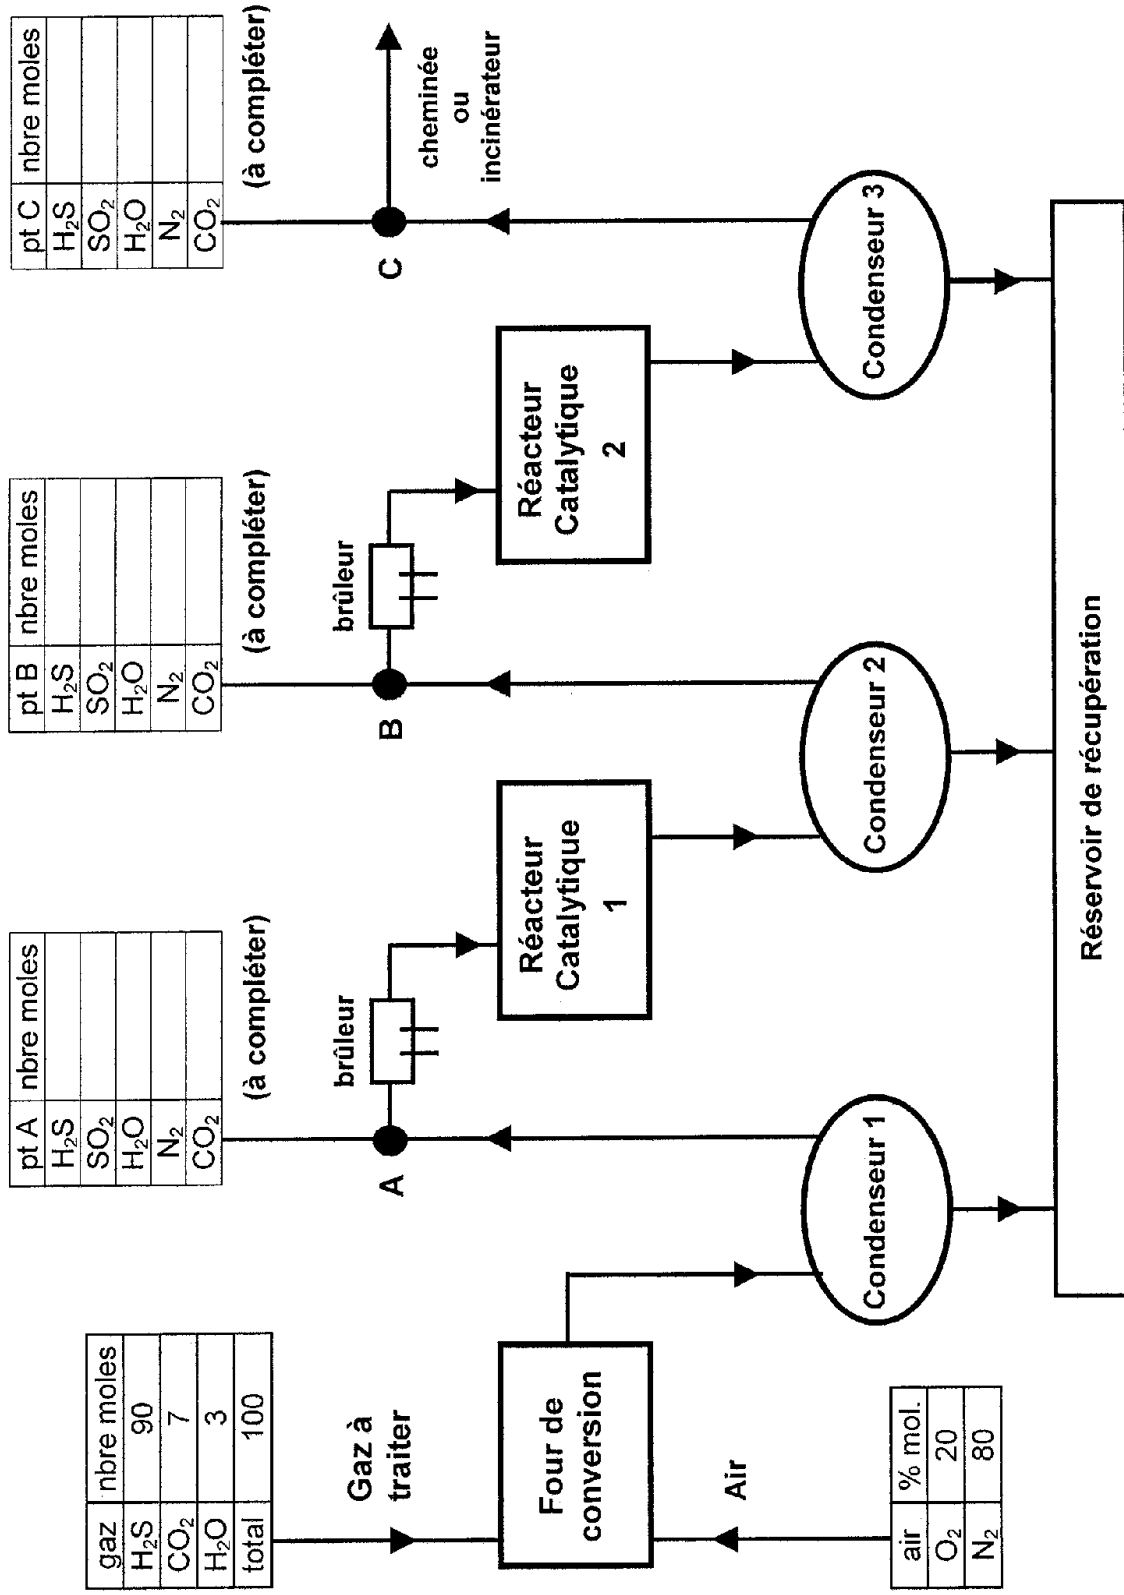 gaz nbre moles
H₂S 90
CO₂ 7
H₂O 3
total 100
Gaz à
traiter
Four de
conversion
Air
air % mol.
O₂ 20
N₂ 80
pt A nbre moles
H₂S
SO₂
H₂O
N₂
CO₂
(à compléter)
A
brûleur
Réacteur
Catalytique
1
Condenseur 1
pt B nbre moles
H₂S
SO₂
H₂O
N₂
CO₂
(à compléter)
B
brûleur
Réacteur
Catalytique
2
Condenseur 2
pt C nbre moles
H₂S
SO₂
H₂O
N₂
CO₂
(à compléter)
C
cheminée
ou
incinérateur
Condenseur 3
Réservoir de récupération